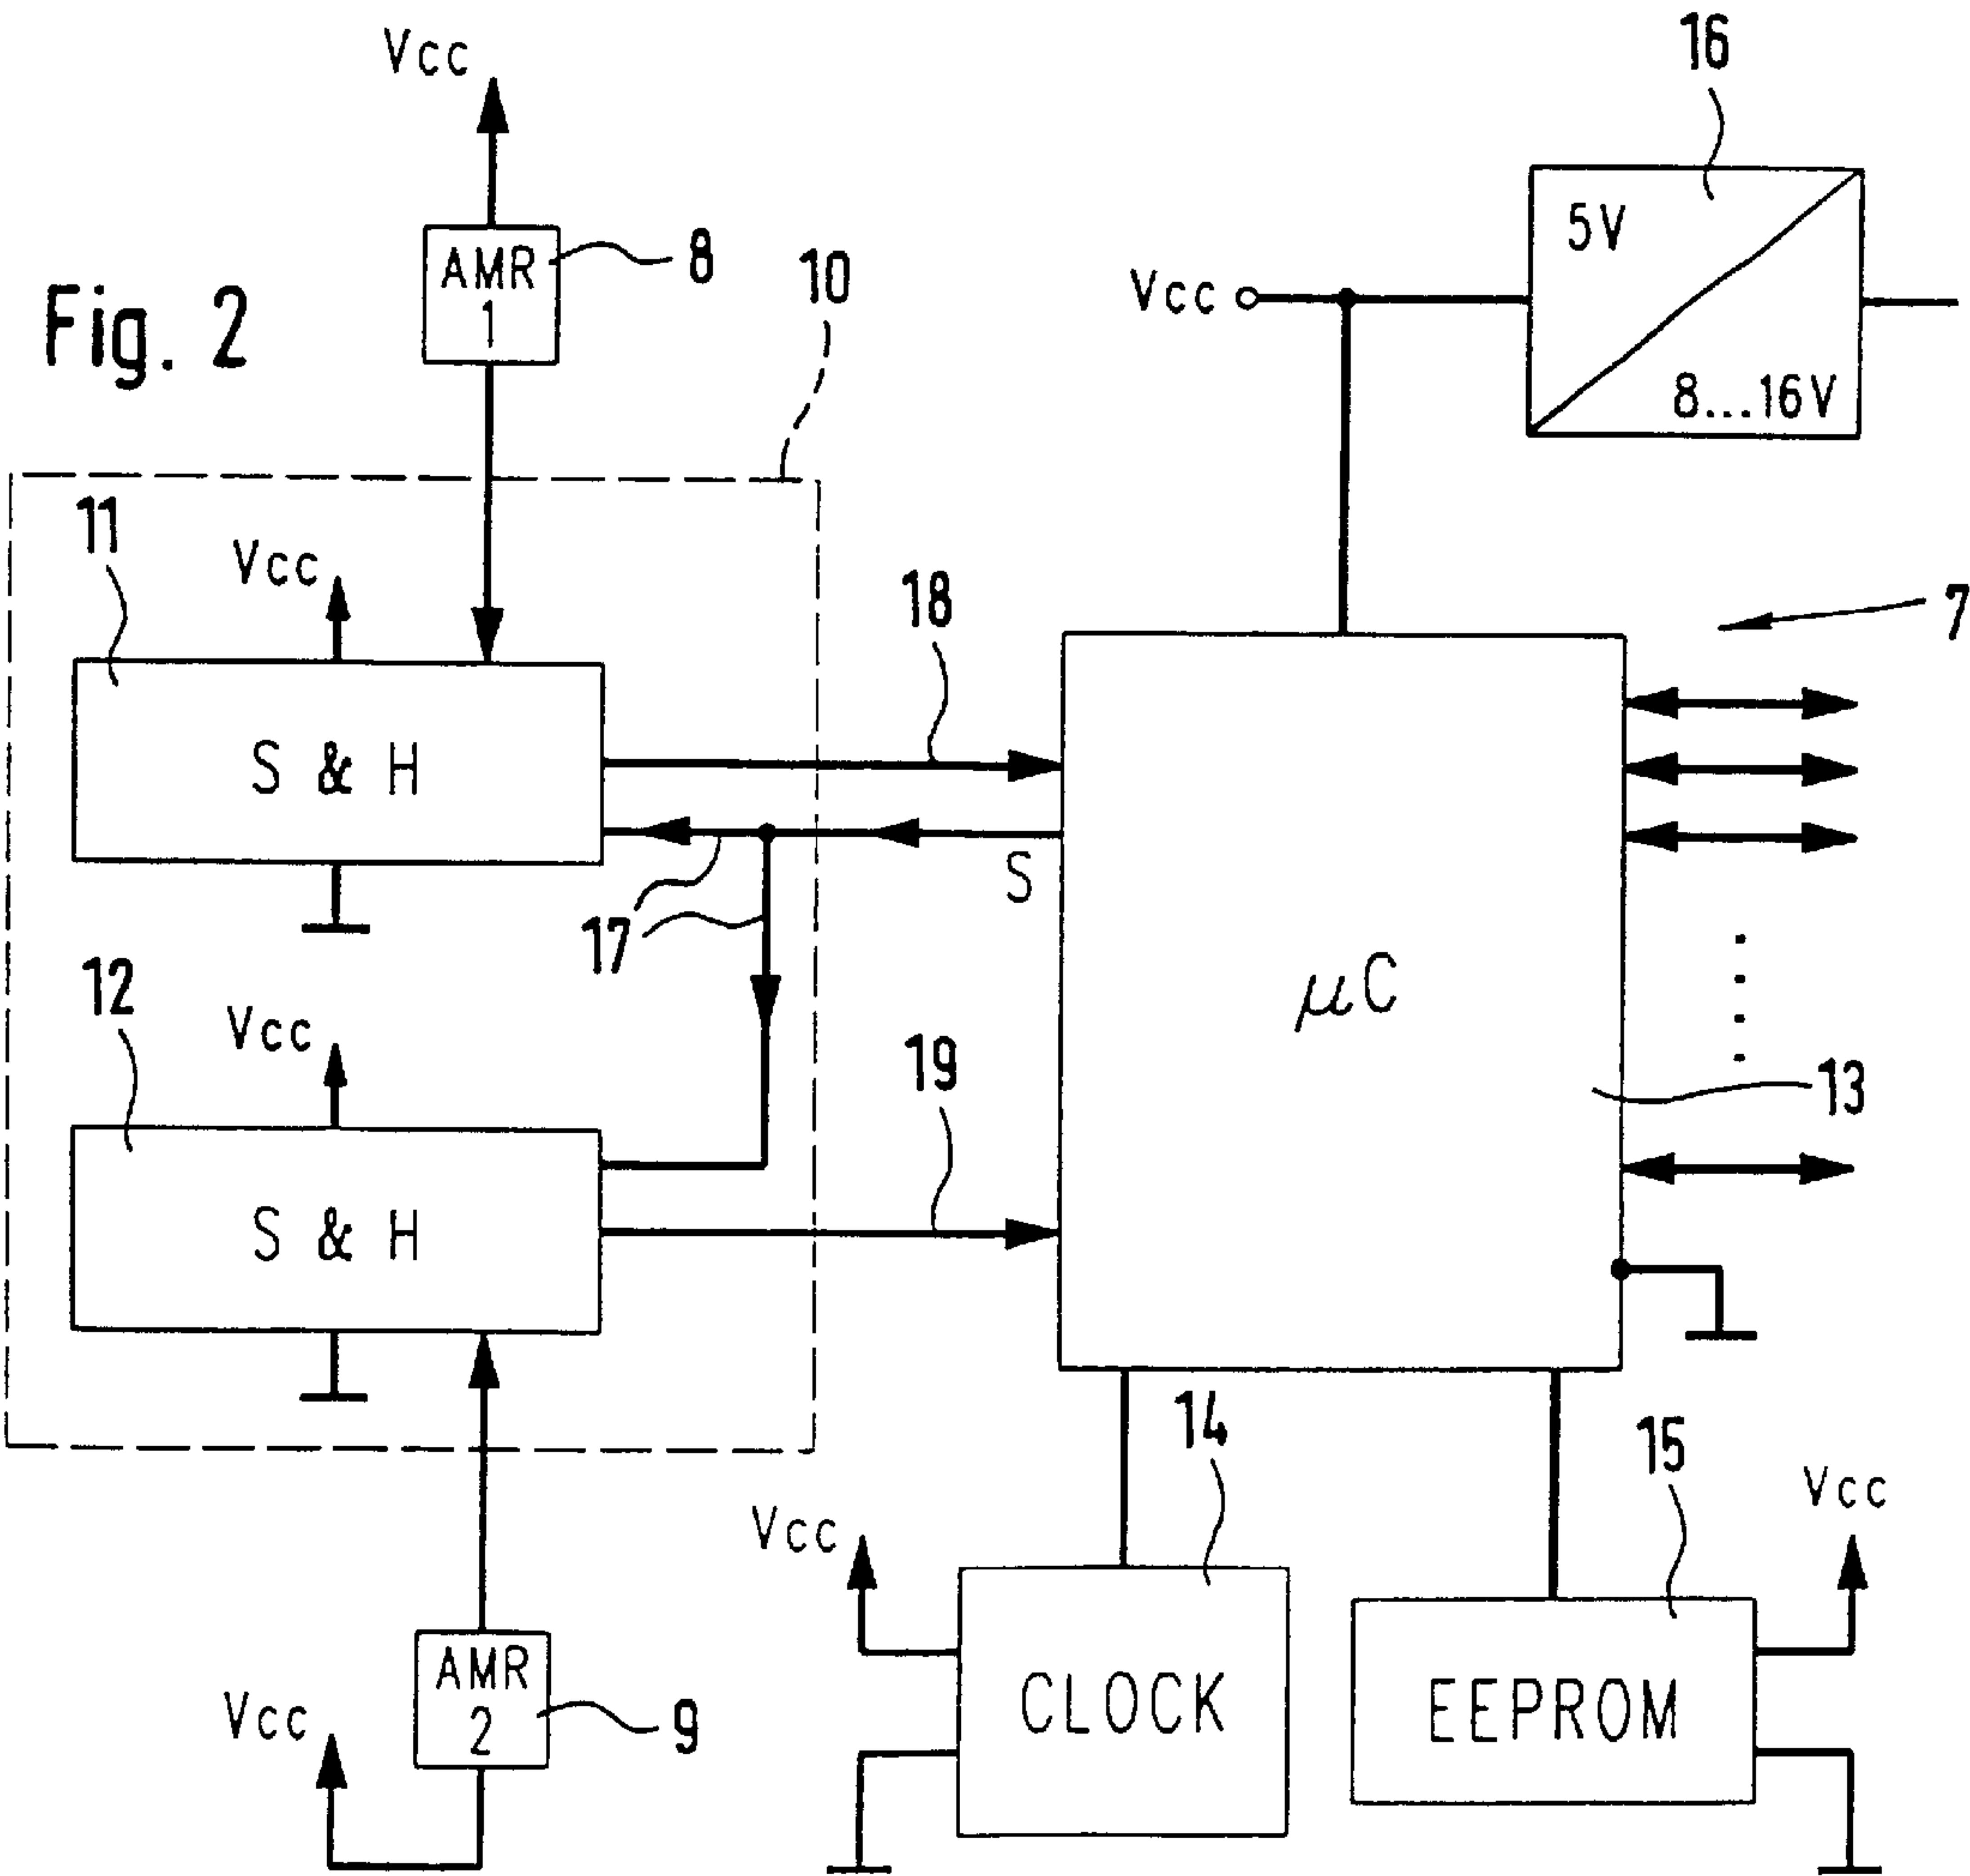 Vcc
16
AMR
1
8
10
5V
Vcc
8...16V
Fig. 2
11
Vcc
18
7
S & H
S
17
µC
12
Vcc
19
13
S & H
14
15
Vcc
Vcc
AMR
2
9
Vcc
CLOCK
EEPROM